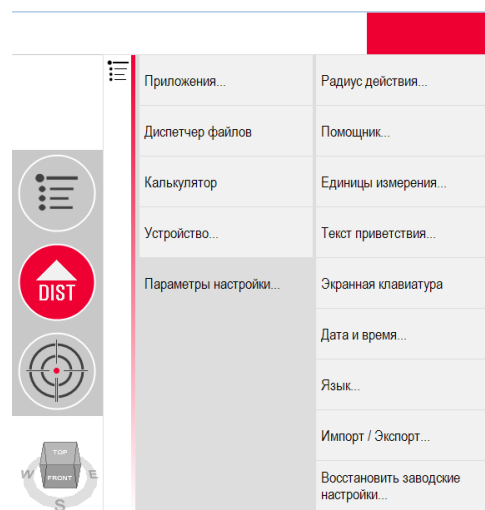 Приложения...
Диспетчер файлов
Калькулятор
Устройство...
Параметры настройки...
Радиус действия...
Помощник...
Единицы измерения...
Текст приветствия...
Экранная клавиатура
Дата и время...
Язык...
Импорт / Экспорт...
Восстановить заводские
настройки...
DIST
TOP
W
FRONT
E
S